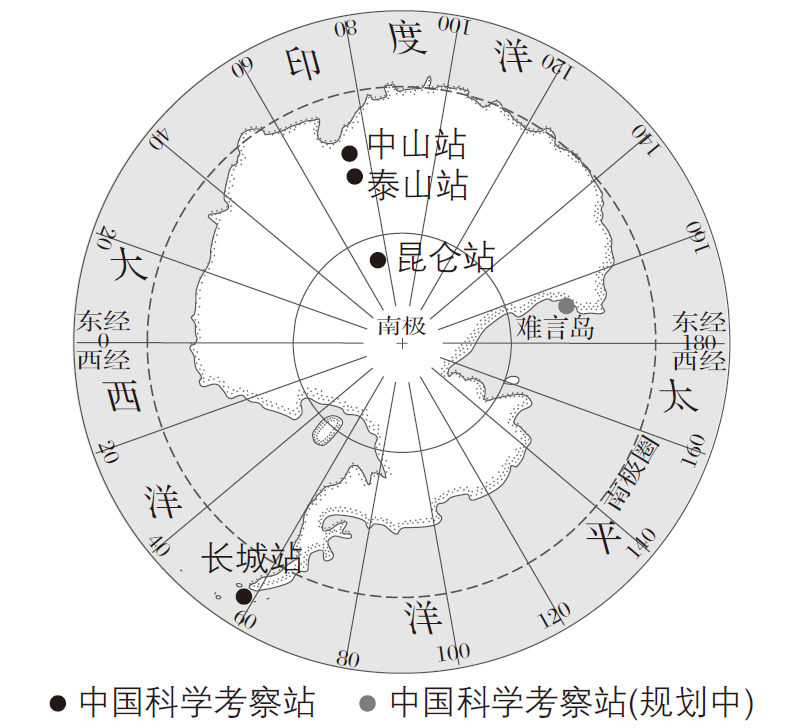 80
100
60
印
度
洋
120
40
140
中山站
泰山站
20
大
160
昆仑站
东经
0
西经
南极
难言岛
东经
180
西经
西
太
20
160
南极圈
洋
平
40
140
长城站
60
洋
120
80
100
中国科学考察站
中国科学考察站(规划中)